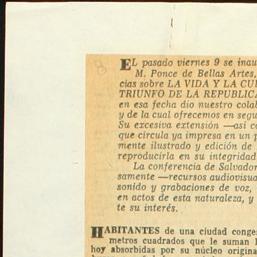 8
EL pasado viernes 9 se inau
M. Ponce de Bellas Artes,
cias sobre LA VIDA Y LA CU
TRIUNFO DE LA REPUBLICA
en esa fecha dio nuestro colab
y de la cual ofrecemos en segu
Su excesiva extensión —así co
que circula ya impresa en un p
mente ilustrado y edición de l
reproducirla en su integridad
La conferencia de Salvador
samente —recursos audiovisua
sonido y grabaciones de voz,
en actos de esta naturaleza, y
te su interés.
HABITANTES de una ciudad conges
metros cuadrados que le suman l
hoy absorbidas por su núcleo origina